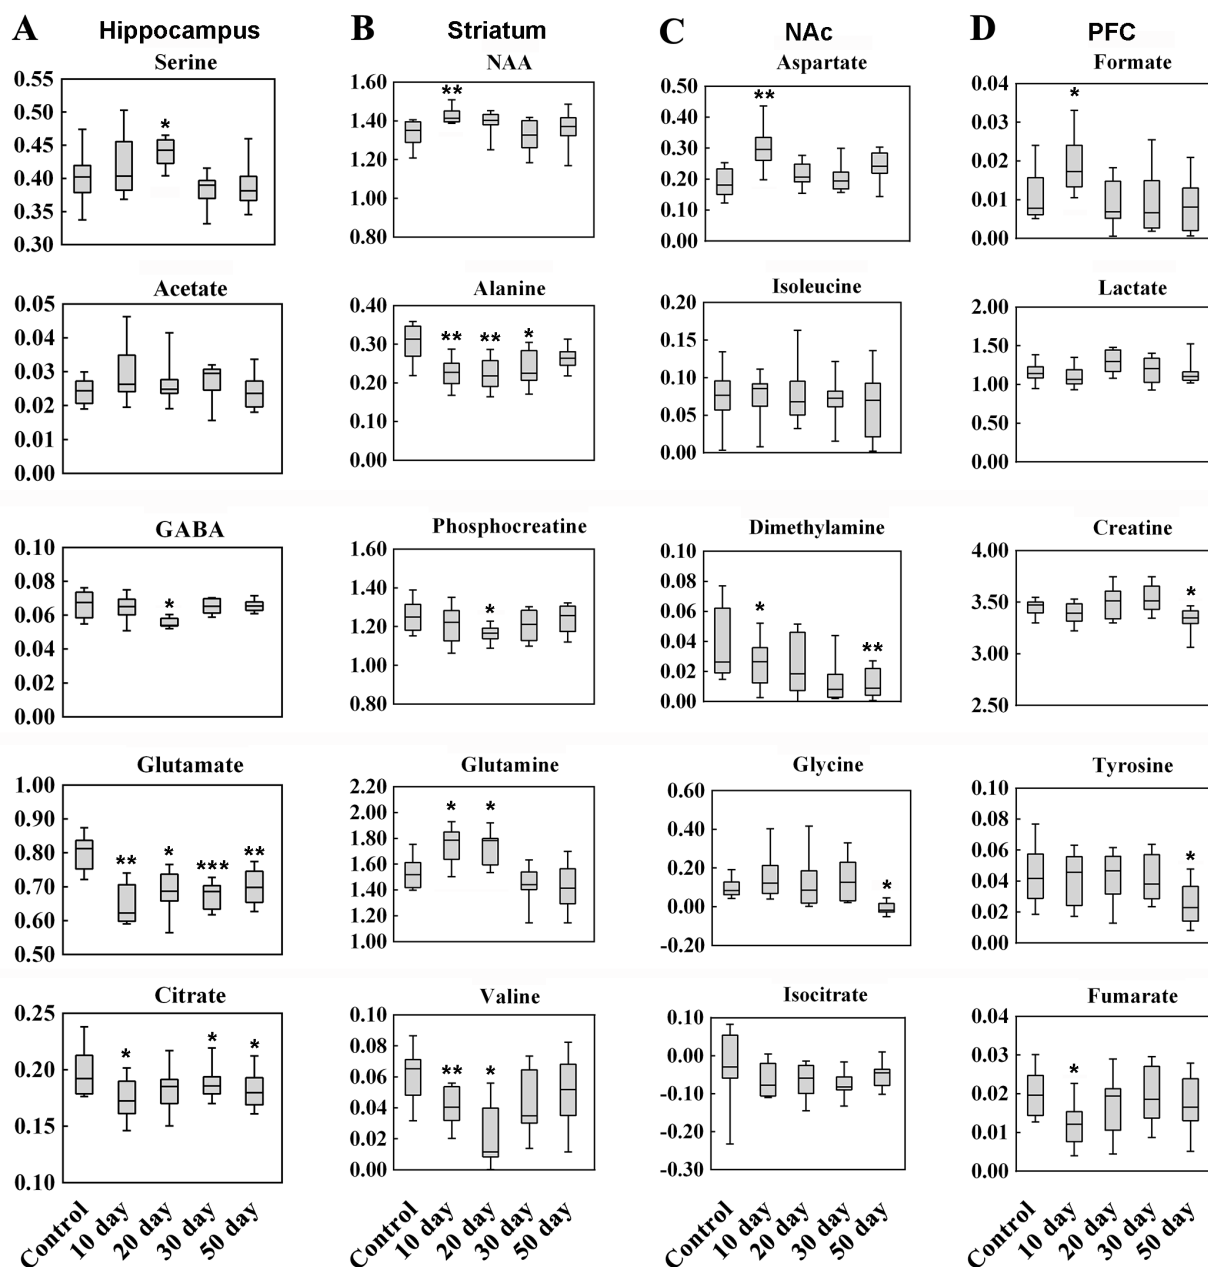 A Hippocampus B Striatum C NAc D PFC
Serine NAA Aspartate Formate
0.55 1.60 0.50 0.04
0.50 1.40 0.40 0.03
0.45 1.20 0.30 0.02
0.40 1.00 0.20 0.01
0.35 0.80 0.10 0.00
0.30 0.00
* ** ** *
Acetate Alanine Isoleucine Lactate
0.05 0.40 0.20 2.00
0.04 0.30 0.15 1.50
0.03 0.20 0.10 1.00
0.02 0.10 0.05 0.50
0.01 0.00 0.00 0.00
0.00
** ** *
GABA Phosphocreatine Dimethylamine Creatine
0.10 1.60 0.10 4.00
0.08 1.40 0.08 3.50
0.06 1.20 0.06 3.00
0.04 1.00 0.04 2.50
0.02 0.80 0.02
0.00 0.00
* * * ** *
Glutamate Glutamine Glycine Tyrosine
1.00 2.20 0.60 0.10
0.90 2.00 0.40 0.08
0.80 1.80 0.20 0.06
0.70 1.60 0.00 0.04
0.60 1.40 -0.20 0.02
0.50 1.20 0.00
1.00
** * *** ** * * * *
Citrate Valine Isocitrate Fumarate
0.25 0.10 0.10 0.04
0.20 0.08 0.00 0.03
0.15 0.06 -0.10 0.02
0.10 0.04 -0.20 0.01
0.02 -0.30 0.00
0.00
* * * ** * *
Control 10 day 20 day 30 day 50 day Control 10 day 20 day 30 day 50 day Control 10 day 20 day 30 day 50 day Control 10 day 20 day 30 day 50 day